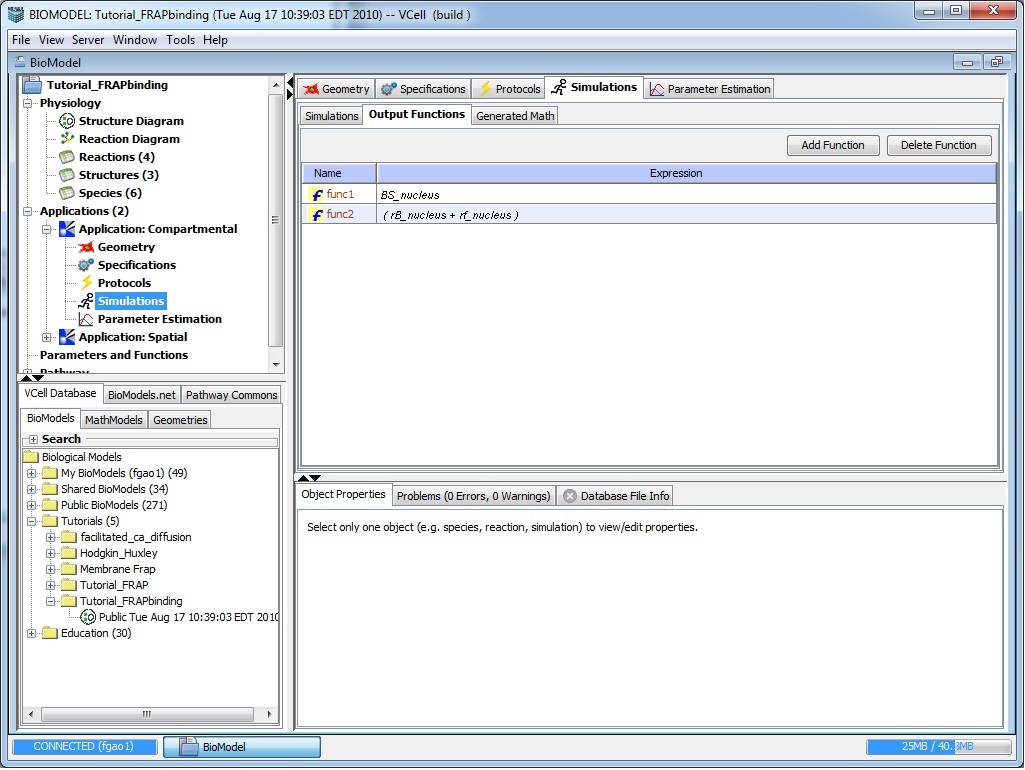 BIOMODEL: Tutorial_FRAPbinding (Tue Aug 17 10:39:03 EDT 2010) -- VCell (build )
File View Server Window Tools Help
BioModel
Tutorial_FRAPbinding
Physiology
Structure Diagram
Reaction Diagram
Reactions (4)
Structures (3)
Species (6)
Applications (2)
Application: Compartmental
Geometry
Specifications
Protocols
Simulations
Parameter Estimation
Application: Spatial
Parameters and Functions
Pathway
VCell Database BioModels.net Pathway Commons
BioModels MathModels Geometries
Search
Biological Models
My BioModels (fgao1) (49)
Shared BioModels (34)
Public BioModels (271)
Tutorials (5)
facilitated_ca_diffusion
Hodgkin_Huxley
Membrane Frap
Tutorial_FRAP
Tutorial_FRAPbinding
Public Tue Aug 17 10:39:03 EDT 2010
Education (30)
Geometry Specifications Protocols Simulations Parameter Estimation
Simulations Output Functions Generated Math
Add Function Delete Function
Name Expression
func1 BS_nucleus
func2 ( rB_nucleus + rf_nucleus )
Object Properties Problems (0 Errors, 0 Warnings) Database File Info
Select only one object (e.g. species, reaction, simulation) to view/edit properties.
CONNECTED (fgao1) BioModel 25MB / 40.3MB